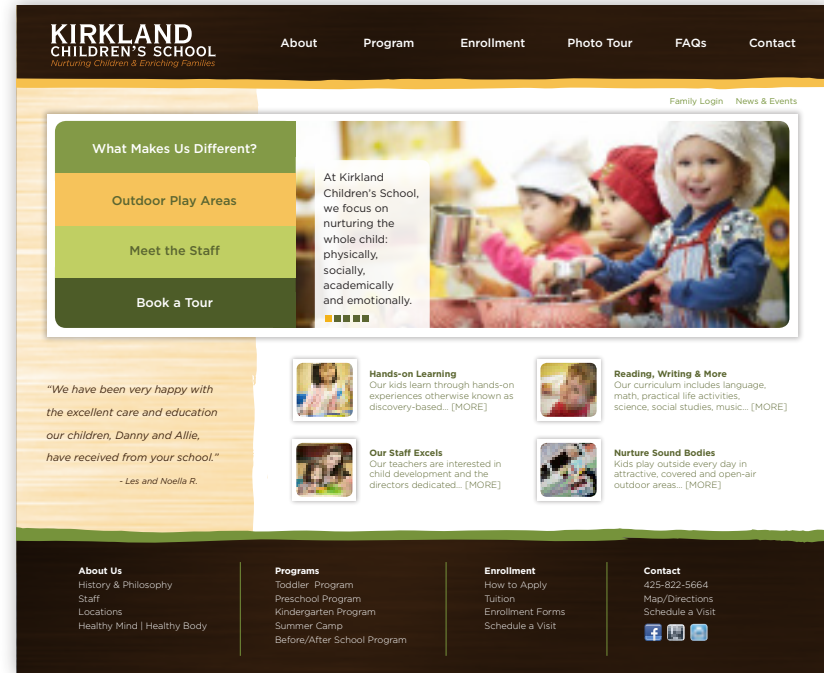 KIRKLAND
CHILDREN'S SCHOOL
Nurturing Children & Enriching Families
About Program Enrollment Photo Tour FAQs Contact
Family Login News & Events
What Makes Us Different?
Outdoor Play Areas
Meet the Staff
Book a Tour
At Kirkland
Children's School,
we focus on
nurturing the
whole child:
physically,
socially,
academically
and emotionally.
"We have been very happy with
the excellent care and education
our children, Danny and Allie,
have received from your school."
- Les and Noella R.
Hands-on Learning
Our kids learn through hands-on
experiences otherwise known as
discovery-based... [MORE]
Reading, Writing & More
Our curriculum includes language,
math, practical life activities,
science, social studies, music... [MORE]
Our Staff Excels
Our teachers are interested in
child development and the
directors dedicated... [MORE]
Nurture Sound Bodies
Kids play outside every day in
attractive, covered and open-air
outdoor areas... [MORE]
About Us
History & Philosophy
Staff
Locations
Healthy Mind | Healthy Body
Programs
Toddler Program
Preschool Program
Kindergarten Program
Summer Camp
Before/After School Program
Enrollment
How to Apply
Tuition
Enrollment Forms
Schedule a Visit
Contact
425-822-5664
Map/Directions
Schedule a Visit